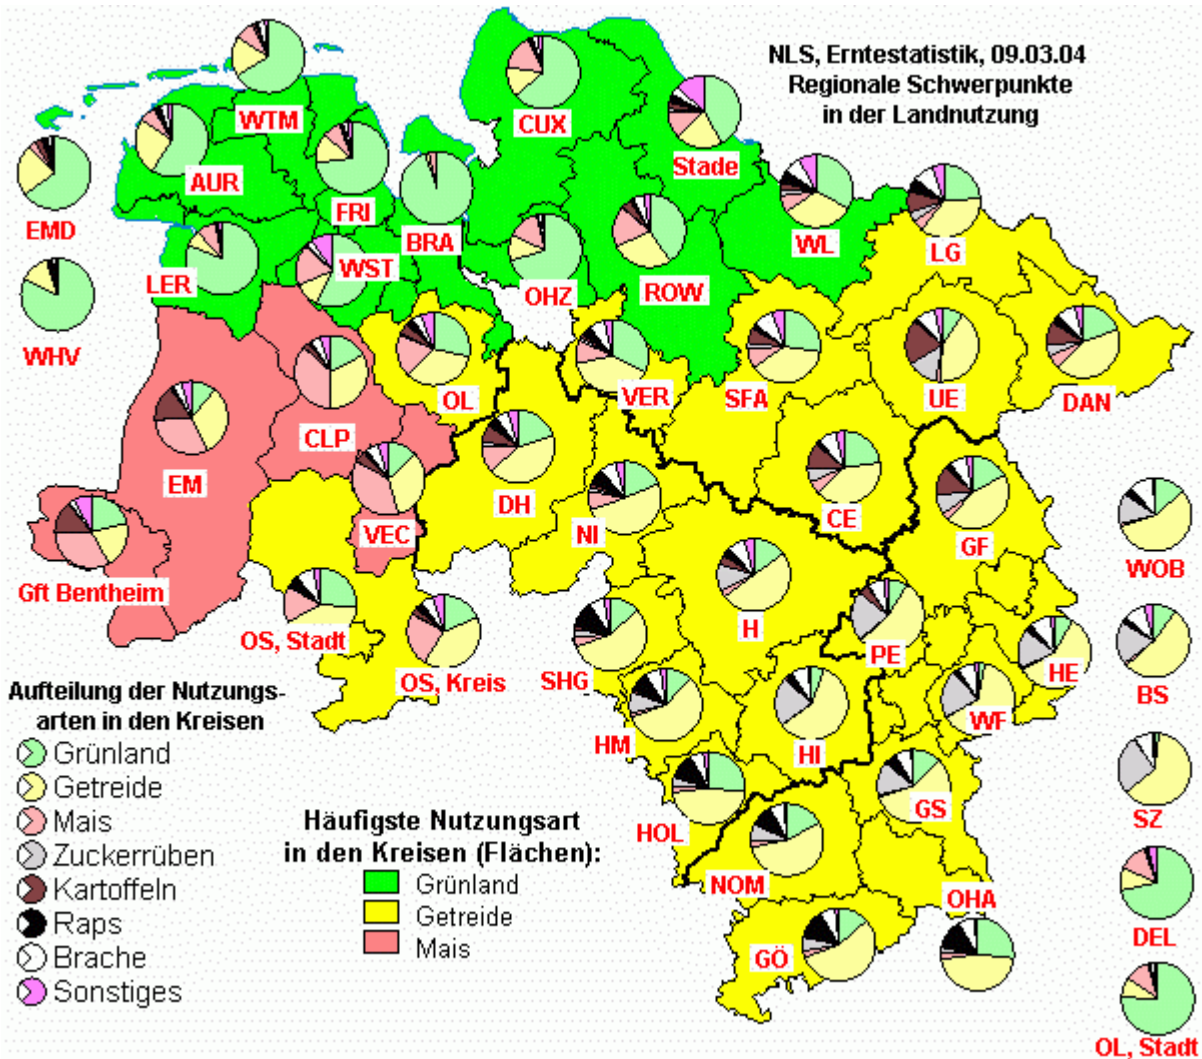 NLS, Erntestatistik, 09.03.04
Regionale Schwerpunkte
in der Landnutzung
WTM
CUX
Stade
AUR
EMD
FRI
BRA
WL
LG
LER
WST
OHZ
ROW
WHV
OL
VER
SFA
UE
DAN
CLP
EM
DH
VEC
NI
CE
GF
WOB
Gft Bentheim
OS, Stadt
H
PE
HE
OS, Kreis
SHG
BS
HM
HI
WF
GS
SZ
HOL
NOM
OHA
DEL
GÖ
OL, Stadt
Aufteilung der Nutzungs-
arten in den Kreisen
Grünland
Getreide
Mais
Zuckerrüben
Kartoffeln
Raps
Brache
Sonstiges
Häufigste Nutzungsart
in den Kreisen (Flächen):
Grünland
Getreide
Mais